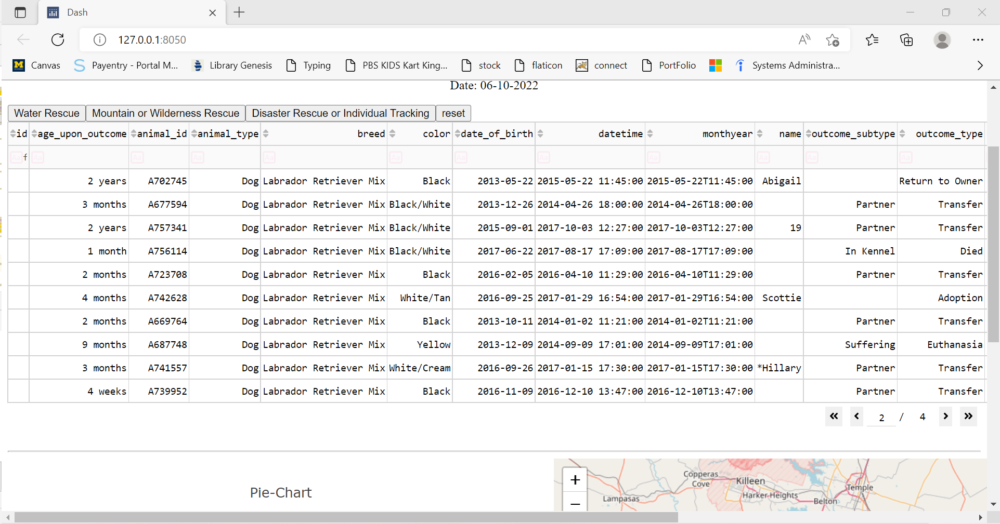 Dash
127.0.0.1:8050
Canvas Payentry - Portal M... Library Genesis Typing PBS KIDS Kart King... stock flaticon connect PortFolio Systems Administra...
Date: 06-10-2022
Water Rescue Mountain or Wilderness Rescue Disaster Rescue or Individual Tracking reset
id age_upon_outcome animal_id animal_type breed color date_of_birth datetime monthyear name outcome_subtype outcome_type
Aa f Aa Aa Aa Aa Aa Aa Aa Aa Aa Aa Aa
2 years A702745 Dog Labrador Retriever Mix Black 2013-05-22 2015-05-22 11:45:00 2015-05-22T11:45:00 Abigail Return to Owner
3 months A677594 Dog Labrador Retriever Mix Black/White 2013-12-26 2014-04-26 18:00:00 2014-04-26T18:00:00 Partner Transfer
2 years A757341 Dog Labrador Retriever Mix Black/White 2015-09-01 2017-10-03 12:27:00 2017-10-03T12:27:00 19 Partner Transfer
1 month A756114 Dog Labrador Retriever Mix Black/White 2017-06-22 2017-08-17 17:09:00 2017-08-17T17:09:00 In Kennel Died
2 months A723708 Dog Labrador Retriever Mix Black 2016-02-05 2016-04-10 11:29:00 2016-04-10T11:29:00 Partner Transfer
4 months A742628 Dog Labrador Retriever Mix White/Tan 2016-09-25 2017-01-29 16:54:00 2017-01-29T16:54:00 Scottie Adoption
2 months A669764 Dog Labrador Retriever Mix Black 2013-10-11 2014-01-02 11:21:00 2014-01-02T11:21:00 Partner Transfer
9 months A687748 Dog Labrador Retriever Mix Yellow 2013-12-09 2014-09-09 17:01:00 2014-09-09T17:01:00 Suffering Euthanasia
3 months A741557 Dog Labrador Retriever Mix White/Cream 2016-09-26 2017-01-15 17:30:00 2017-01-15T17:30:00 *Hillary Partner Transfer
4 weeks A739952 Dog Labrador Retriever Mix Black 2016-11-09 2016-12-10 13:47:00 2016-12-10T13:47:00 Partner Transfer
2 / 4
Pie-Chart
+
−
Copperas
Cove
Killeen
Harker Heights
Temple
Lampasas
Belton